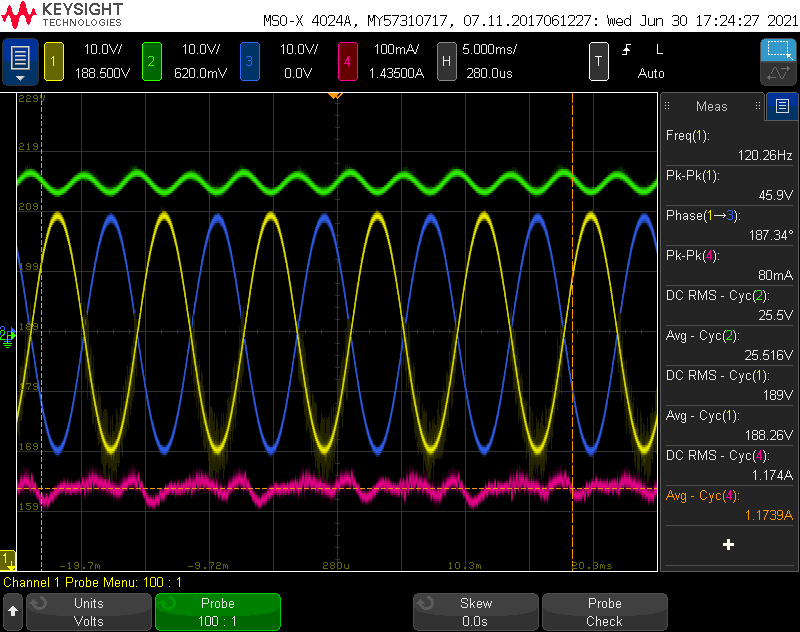 KEYSIGHT
TECHNOLOGIES
MSO-X 4024A, MY57310717, 07.11.2017061227: Wed Jun 30 17:24:27 2021
1
10.0V/
188.500V
2
10.0V/
620.0mV
3
10.0V/
0.0V
4
100mA/
1.43500A
H
5.000ms/
280.0us
T
L
Auto
229V
219
209
199
189
179
169
159
-19.7m
-9.72m
280u
10.3m
20.3ms
Meas
Freq(1):
120.26Hz
Pk-Pk(1):
45.9V
Phase(1→3):
187.34°
Pk-Pk(4):
80mA
DC RMS - Cyc(2):
25.5V
Avg - Cyc(2):
25.516V
DC RMS - Cyc(1):
189V
Avg - Cyc(1):
188.26V
DC RMS - Cyc(4):
1.174A
Avg - Cyc(4):
1.1739A
1
Channel 1 Probe Menu: 100 : 1
Units
Volts
Probe
100 : 1
Skew
0.0s
Probe
Check